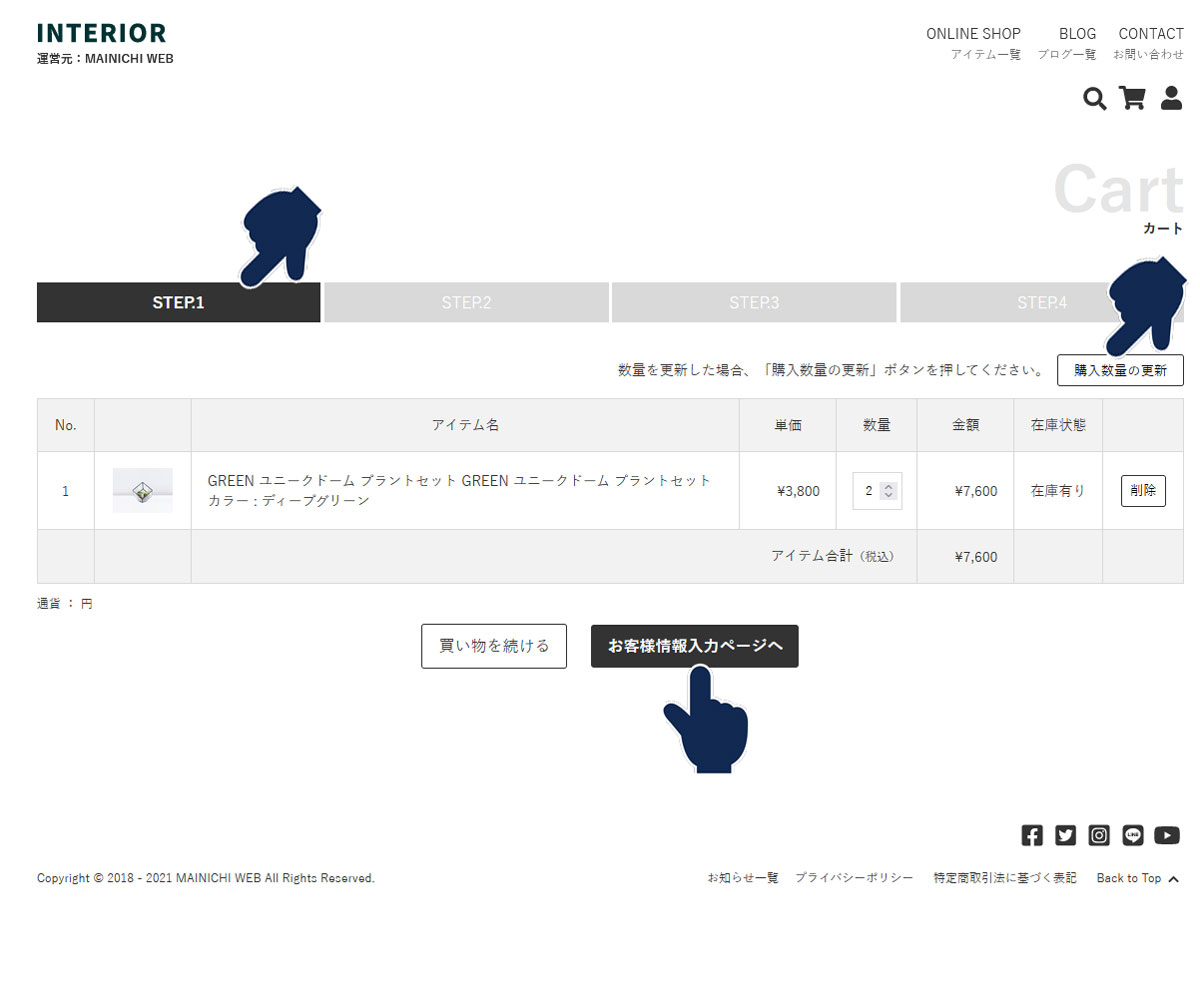 INTERIOR
運営元：MAINICHI WEB
ONLINE SHOP BLOG CONTACT
アイテム一覧 ブログ一覧 お問い合わせ
Cart
カート
STEP.1 STEP.2 STEP.3 STEP.4
数量を更新した場合、「購入数量の更新」ボタンを押してください。 購入数量の更新
No. アイテム名 単価 数量 金額 在庫状態
1 GREEN ユニークドーム プラントセット GREEN ユニークドーム プラントセット
カラー : ディープグリーン ¥3,800 2 ¥7,600 在庫有り 削除
アイテム合計（税込） ¥7,600
通貨 ： 円
買い物を続ける お客様情報入力ページへ
LINE
Copyright © 2018 - 2021 MAINICHI WEB All Rights Reserved. お知らせ一覧 プライバシーポリシー 特定商取引法に基づく表記 Back to Top